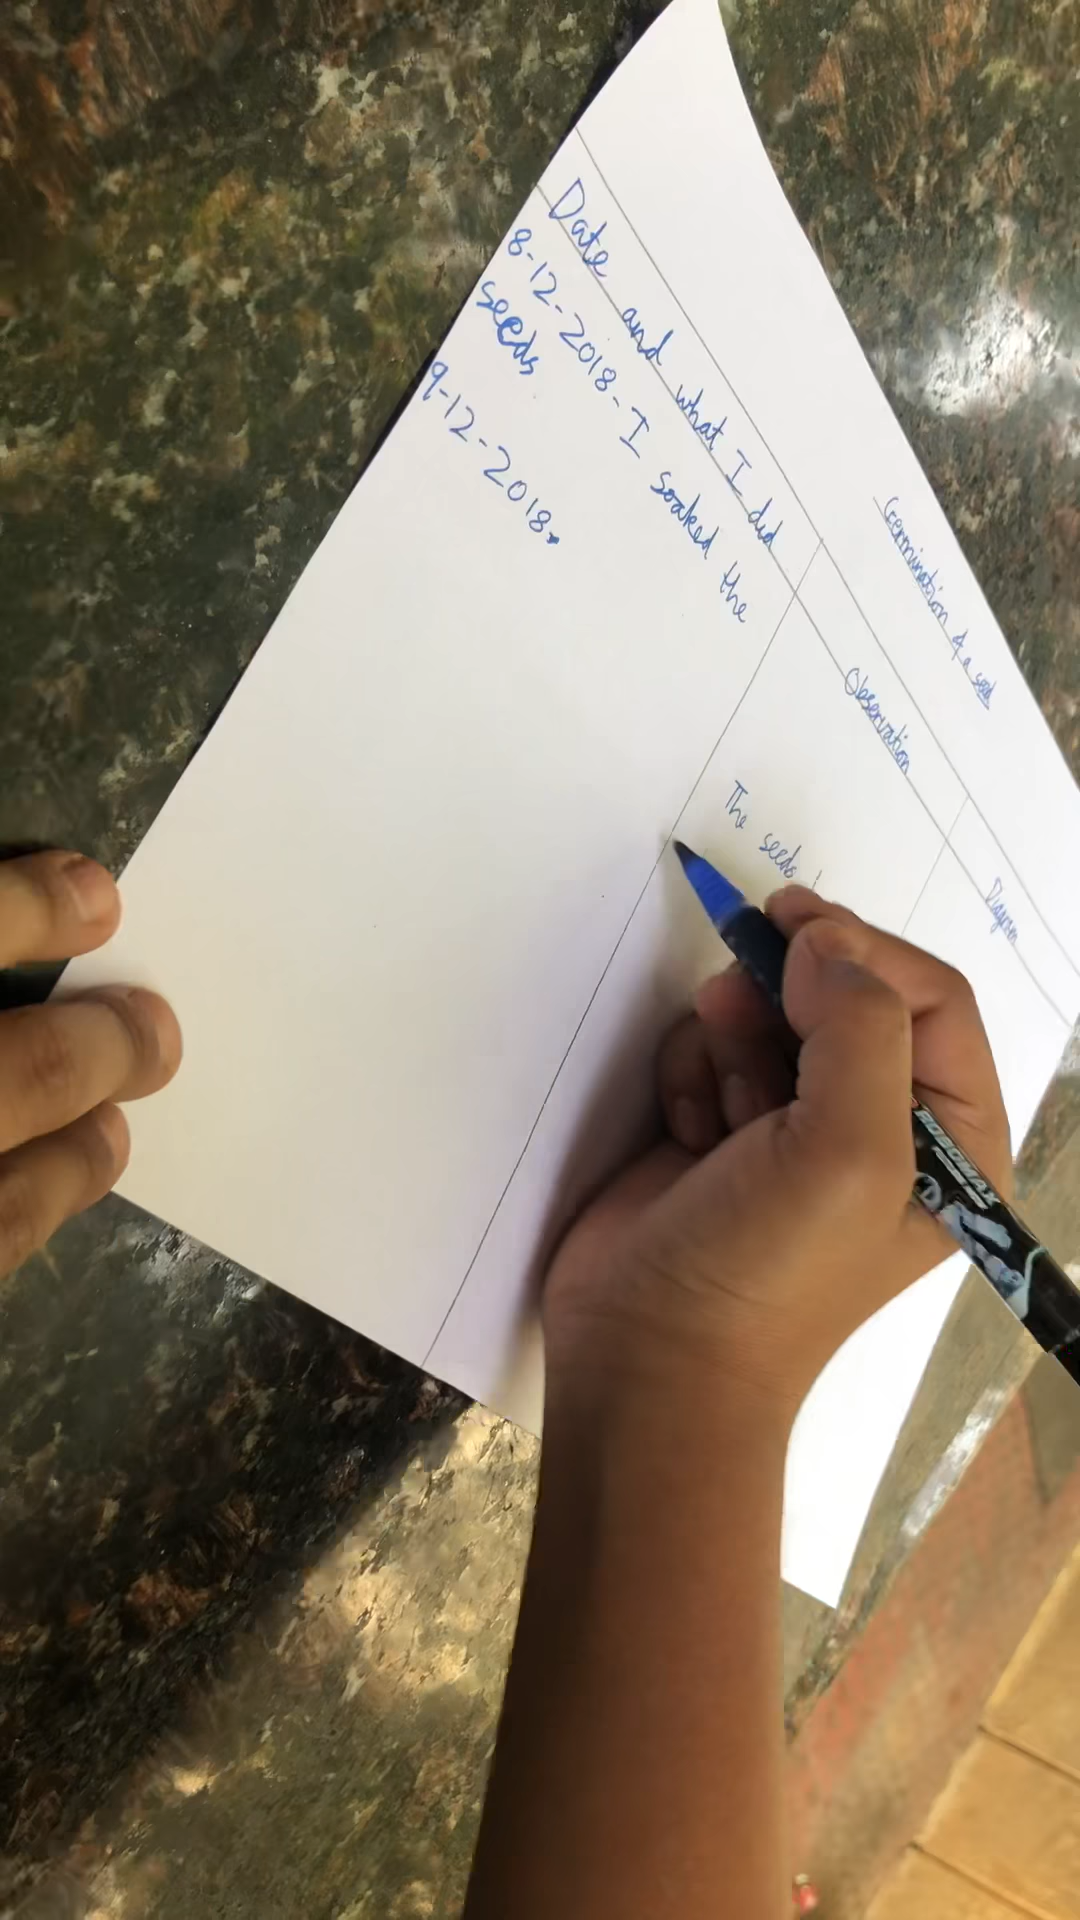 Germination of a seed
Date and what I did
Observation
Diagram
8-12-2018 - I soaked the
seeds
9-12-2018.
The seeds
ROBOMAX